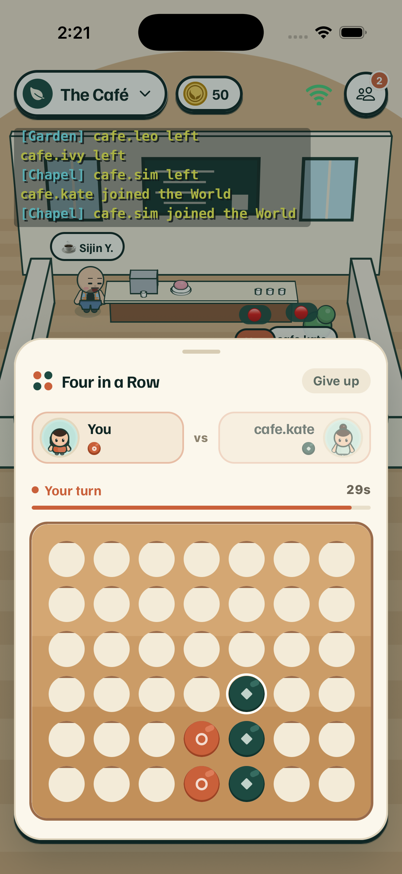 2:21
The Café
50
2
[Garden] cafe.leo left
cafe.ivy left
[Chapel] cafe.sim left
cafe.kate joined the World
[Chapel] cafe.sim joined the World
Sijin Y.
cafe.kate
Four in a Row
Give up
You
vs
cafe.kate
Your turn
29s